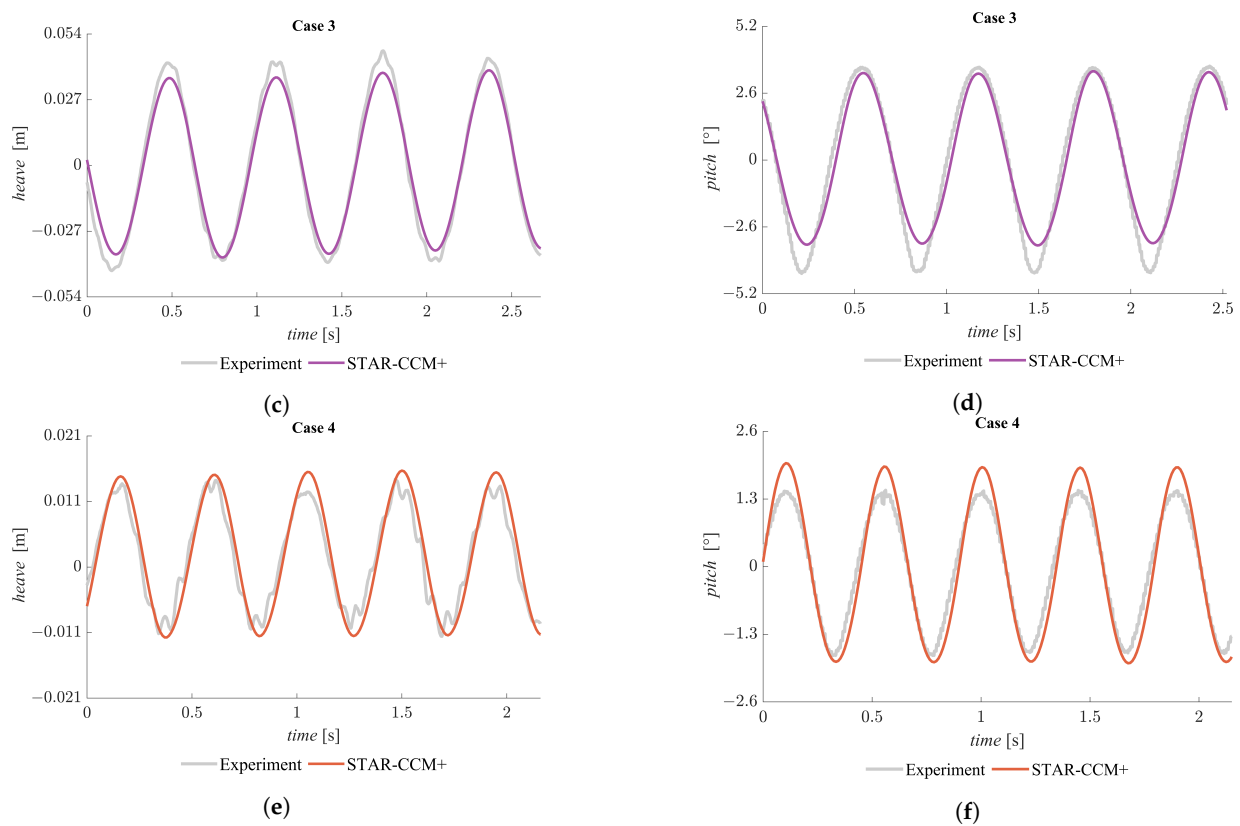 Case 3
0.054
0.027
0
−0.027
−0.054
heave [m]
0 0.5 1 1.5 2 2.5
time [s]
Experiment STAR-CCM+
(c)
Case 3
5.2
2.6
0
−2.6
−5.2
pitch [°]
0 0.5 1 1.5 2 2.5
time [s]
Experiment STAR-CCM+
(d)
Case 4
0.021
0.011
0
−0.011
−0.021
heave [m]
0 0.5 1 1.5 2
time [s]
Experiment STAR-CCM+
(e)
Case 4
2.6
1.3
0
−1.3
−2.6
pitch [°]
0 0.5 1 1.5 2
time [s]
Experiment STAR-CCM+
(f)